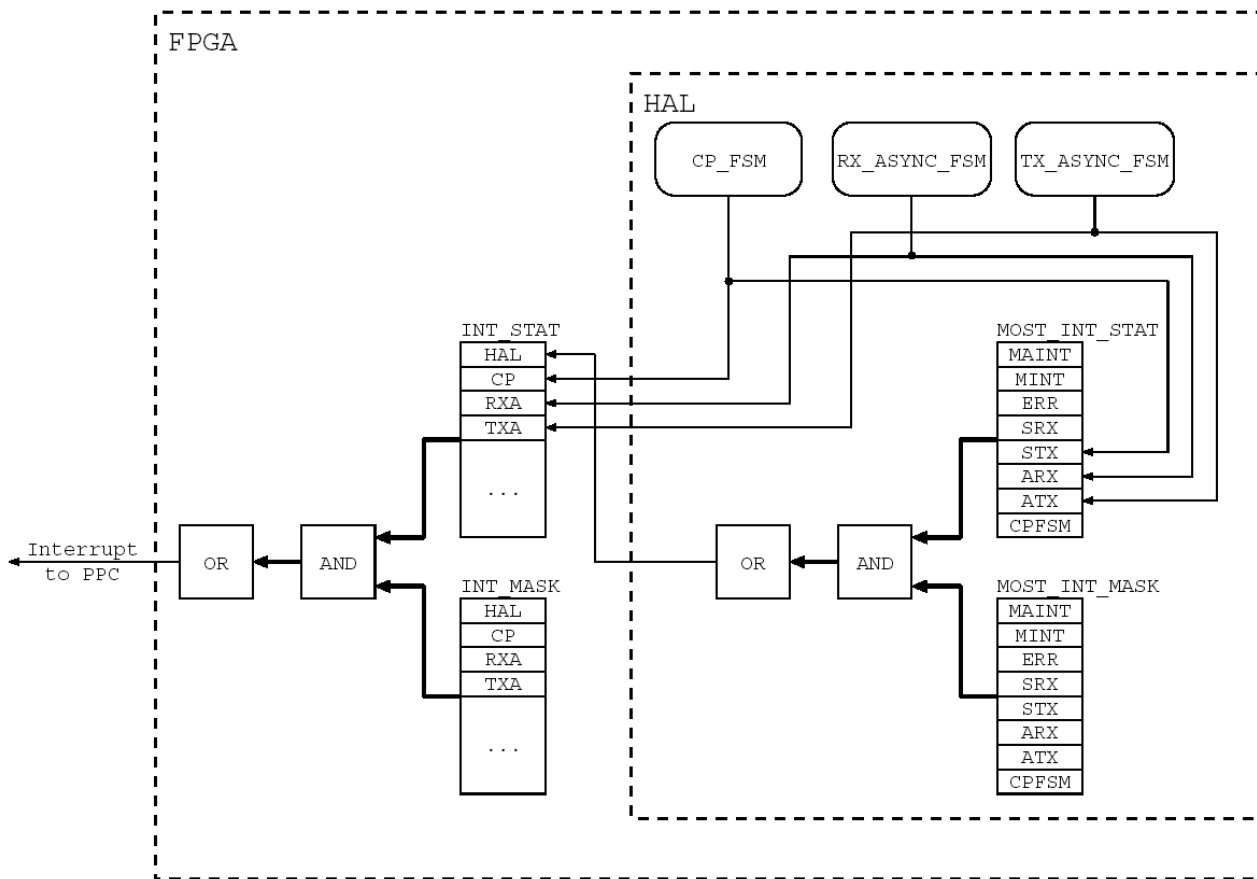 FPGA
HAL
CP_FSM
RX_ASYNC_FSM
TX_ASYNC_FSM
INT_STAT
HAL
CP
RXA
TXA
...
MOST_INT_STAT
MAINT
MINT
ERR
SRX
STX
ARX
ATX
CPFSM
Interrupt
to PPC
OR
AND
OR
AND
INT_MASK
HAL
CP
RXA
TXA
...
MOST_INT_MASK
MAINT
MINT
ERR
SRX
STX
ARX
ATX
CPFSM